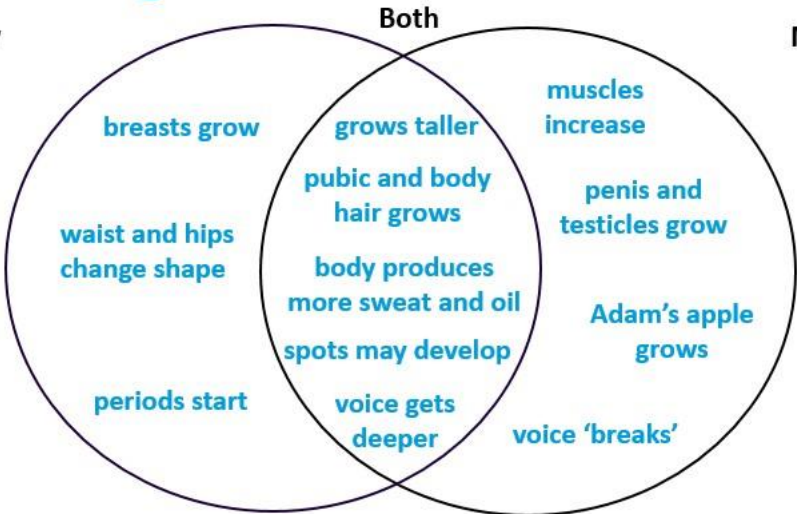 Both
breasts grow
waist and hips
change shape
periods start
grows taller
pubic and body
hair grows
body produces
more sweat and oil
spots may develop
voice gets
deeper
muscles
increase
penis and
testicles grow
Adam’s apple
grows
voice ‘breaks’